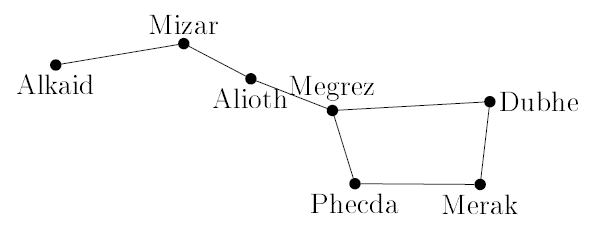 Mizar
Alkaid
Alioth
Megrez
Dubhe
Phecda
Merak